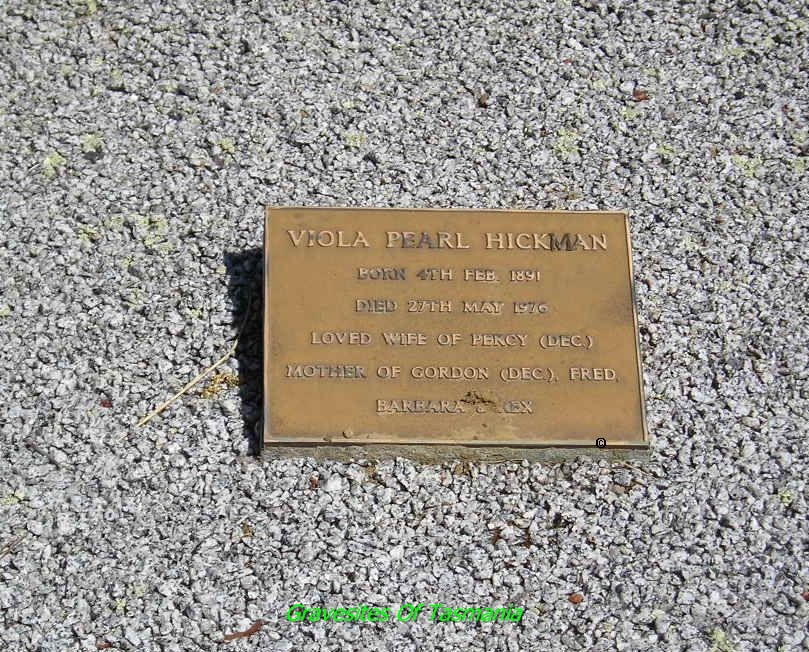 VIOLA PEARL HICKMAN
BORN 4TH FEB. 1891
DIED 27TH MAY 1976
LOVED WIFE OF PERCY (DEC.)
MOTHER OF GORDON (DEC.), FRED,
BARBARA & REX
©
Gravesites Of Tasmania